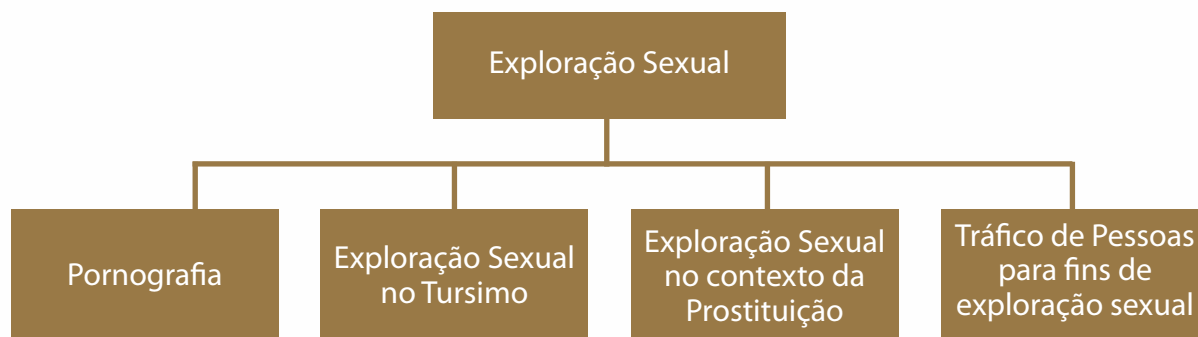 Exploração Sexual
Pornografia
Exploração Sexual
no Tursimo
Exploração Sexual
no contexto da
Prostituição
Tráfico de Pessoas
para fins de
exploração sexual